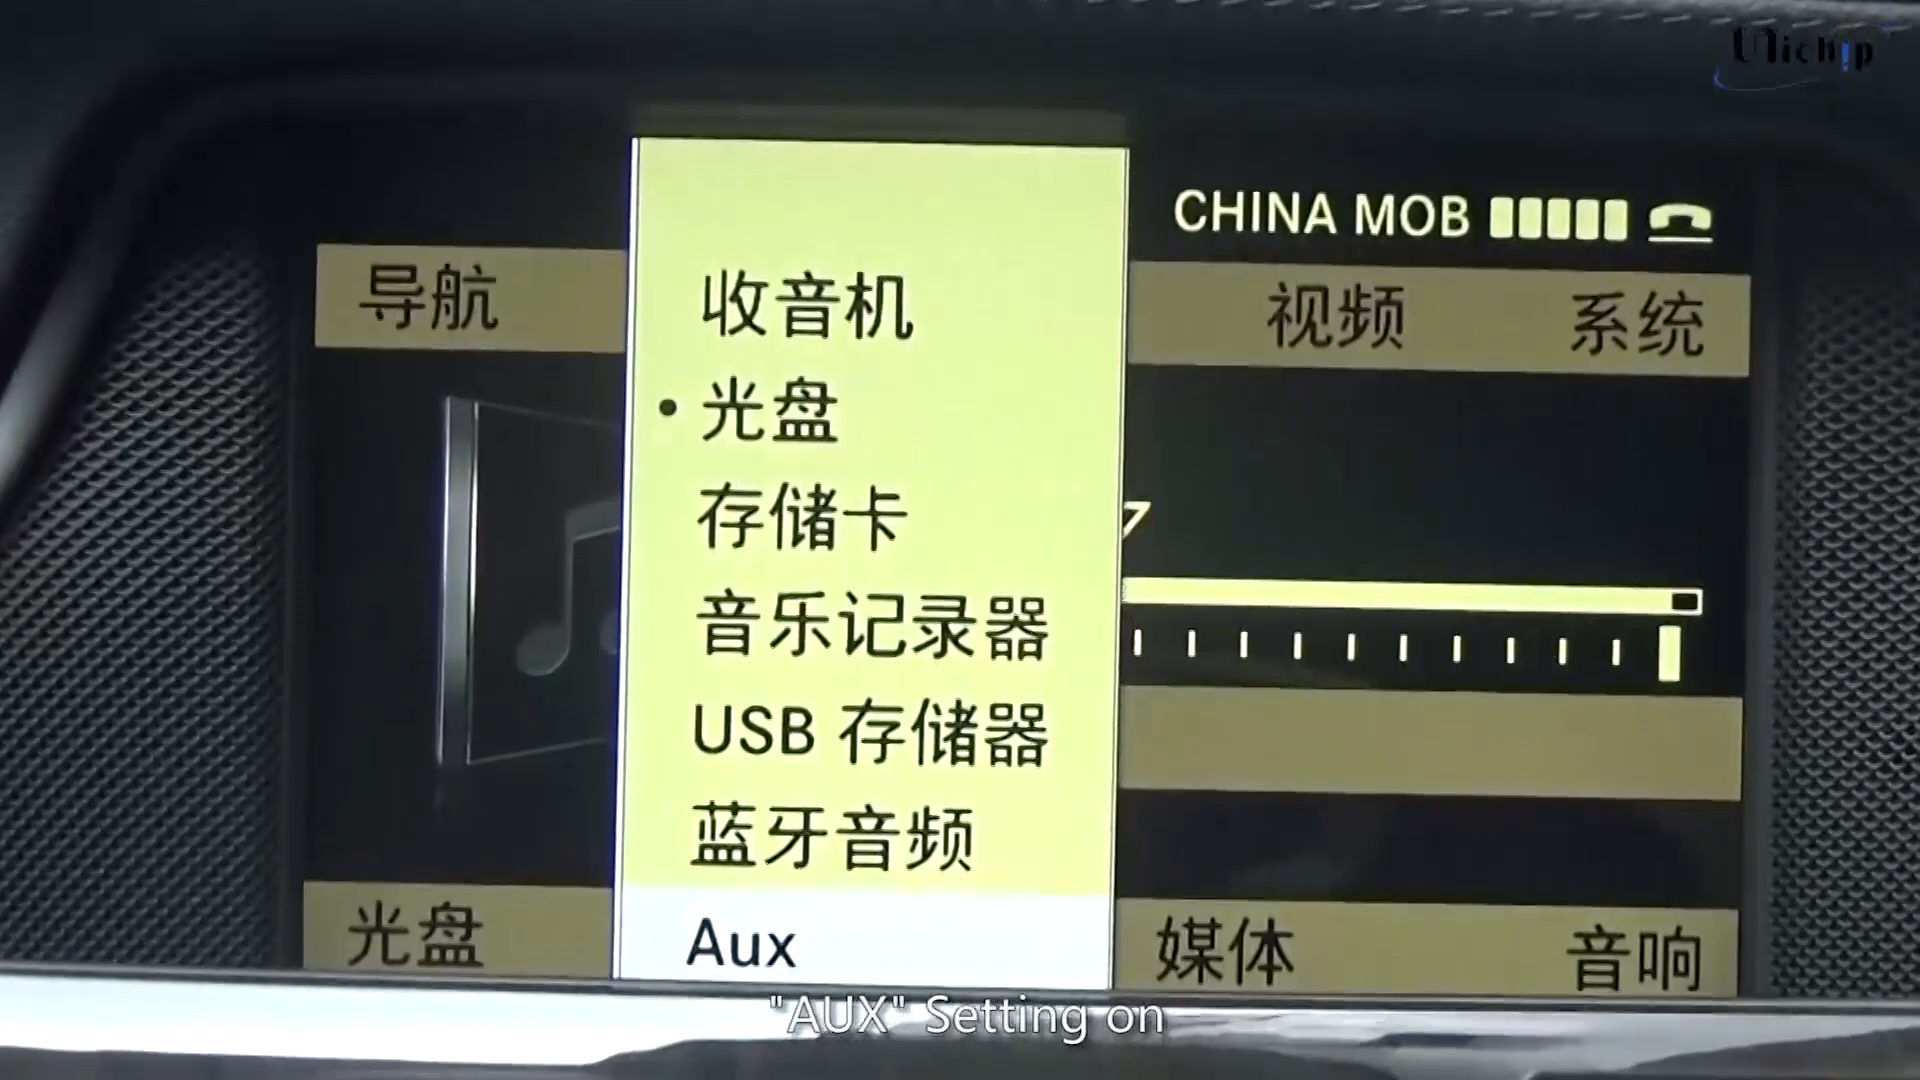 Unichip
CHINA MOB
导航
视频
系统
收音机
光盘
存储卡
7
音乐记录器
USB 存储器
蓝牙音频
Aux
光盘
媒体
音响
"AUX" Setting on